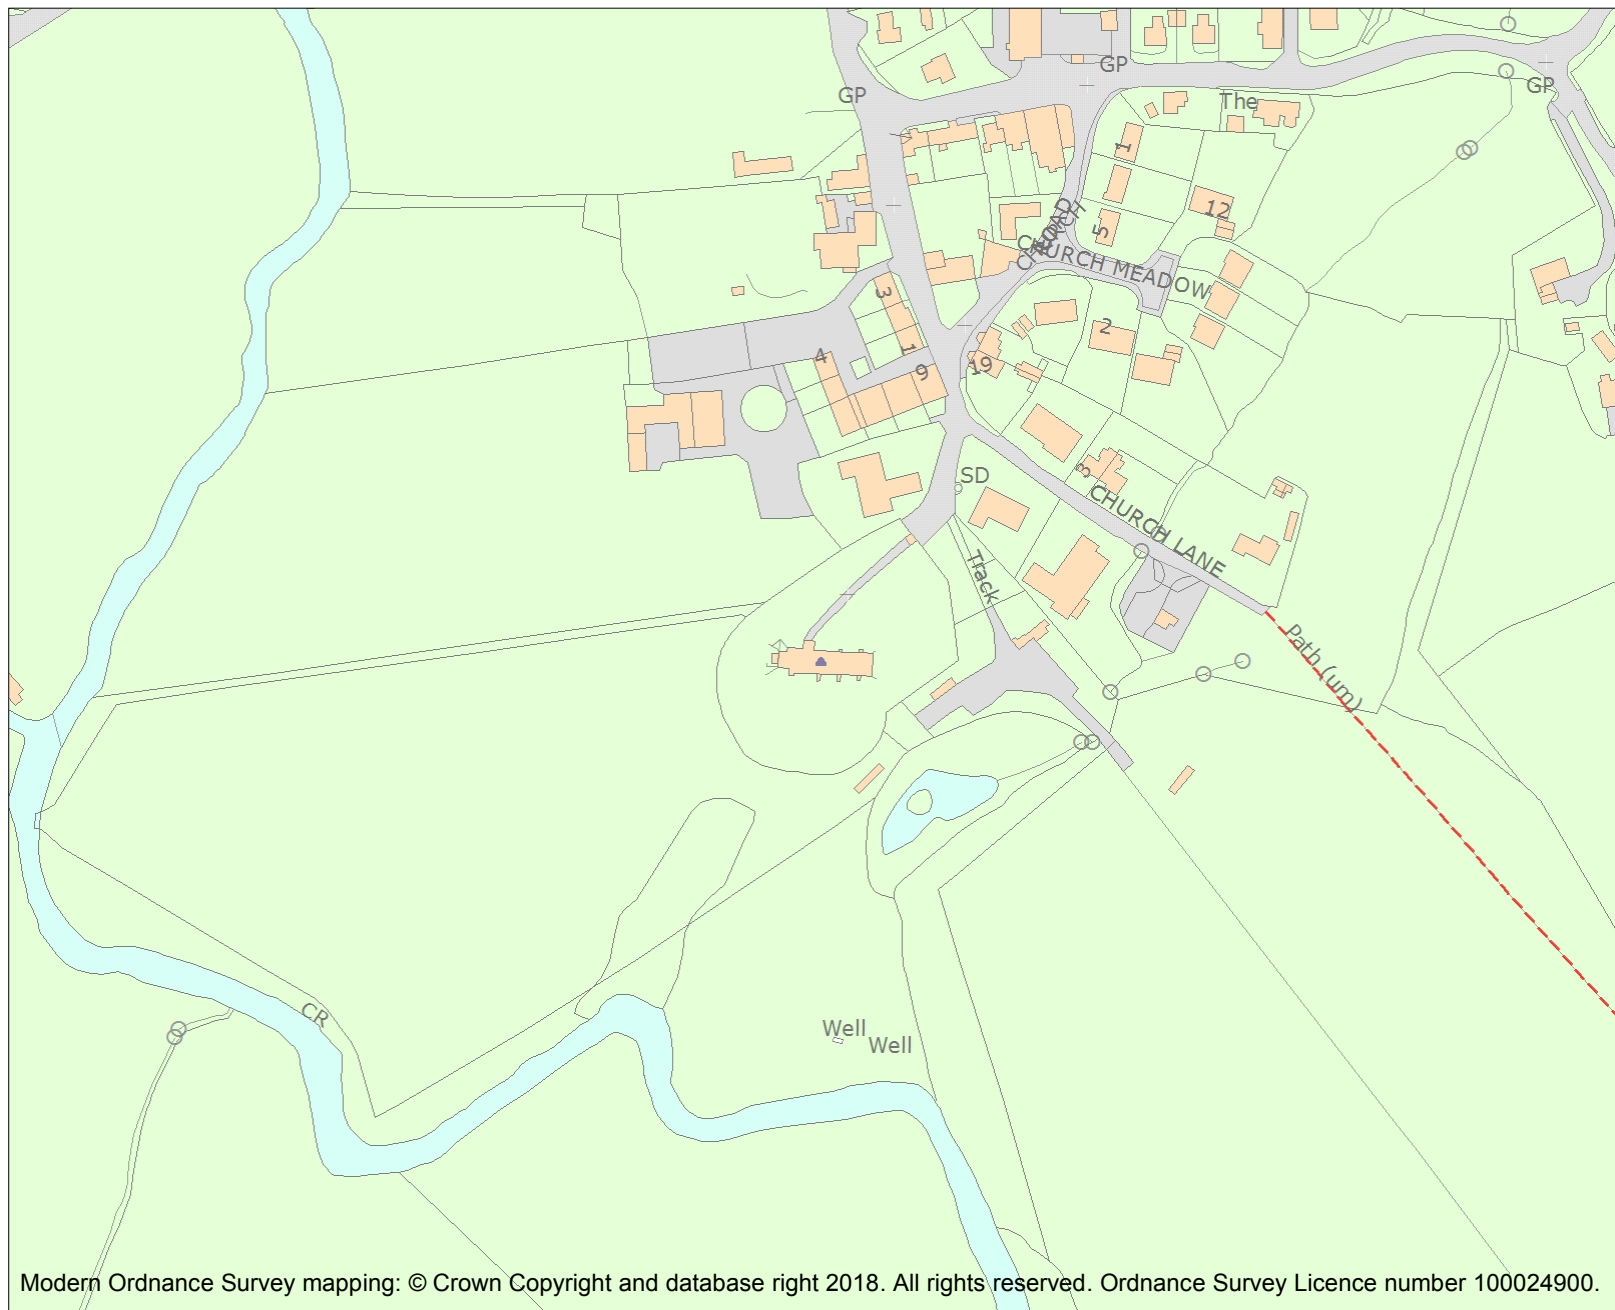 GP
GP
The
GP
1
12
5
CHURCH
ROAD
CHURCH MEADOW
3
2
1
4
9
19
SD
3
CHURCH LANE
Track
Path (um)
CR
Well
Well
Modern Ordnance Survey mapping: © Crown Copyright and database right 2018. All rights reserved. Ordnance Survey Licence number 100024900.